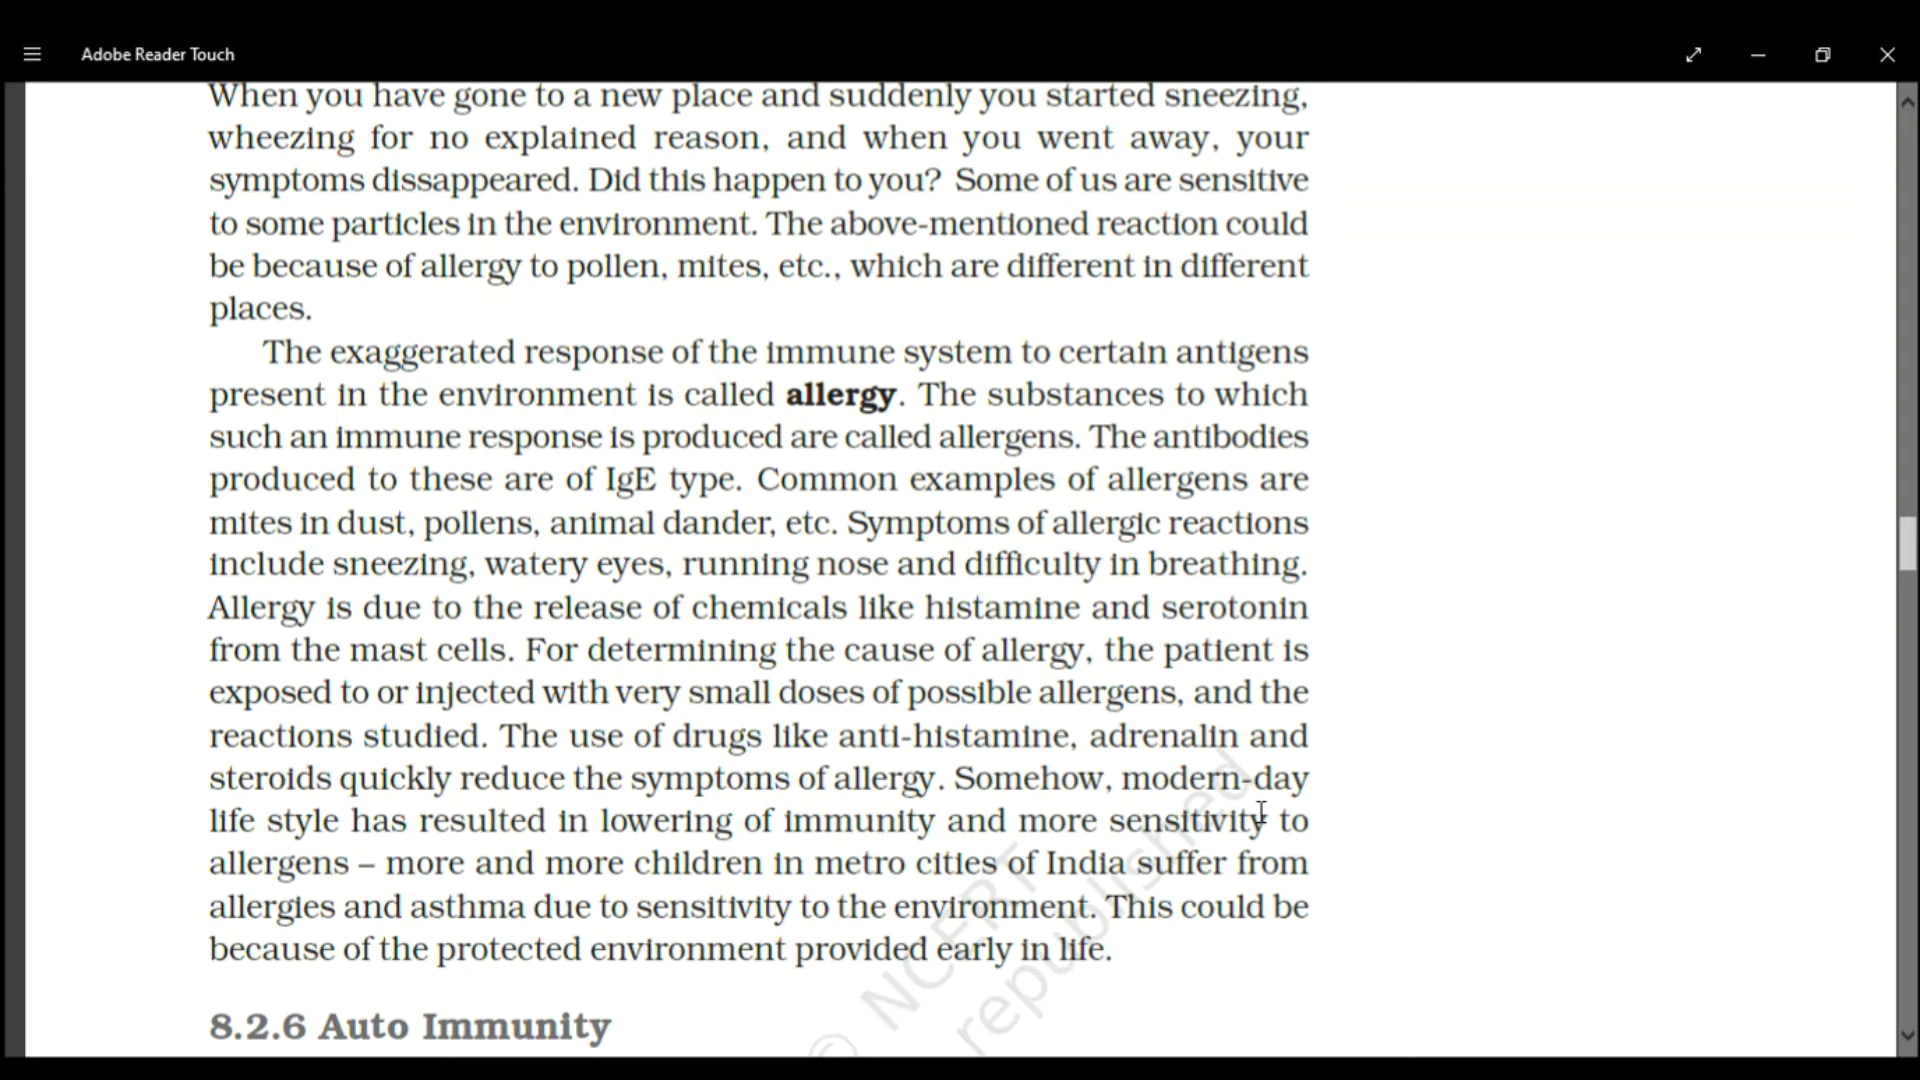 Adobe Reader Touch
When you have gone to a new place and suddenly you started sneezing,
wheezing for no explained reason, and when you went away, your
symptoms dissappeared. Did this happen to you? Some of us are sensitive
to some particles in the environment. The above-mentioned reaction could
be because of allergy to pollen, mites, etc., which are different in different
places.
The exaggerated response of the immune system to certain antigens
present in the environment is called allergy. The substances to which
such an immune response is produced are called allergens. The antibodies
produced to these are of IgE type. Common examples of allergens are
mites in dust, pollens, animal dander, etc. Symptoms of allergic reactions
include sneezing, watery eyes, running nose and difficulty in breathing.
Allergy is due to the release of chemicals like histamine and serotonin
from the mast cells. For determining the cause of allergy, the patient is
exposed to or injected with very small doses of possible allergens, and the
reactions studied. The use of drugs like anti-histamine, adrenalin and
steroids quickly reduce the symptoms of allergy. Somehow, modern-day
life style has resulted in lowering of immunity and more sensitivity to
allergens – more and more children in metro cities of India suffer from
allergies and asthma due to sensitivity to the environment. This could be
because of the protected environment provided early in life.
8.2.6 Auto Immunity
© NCERT
republished